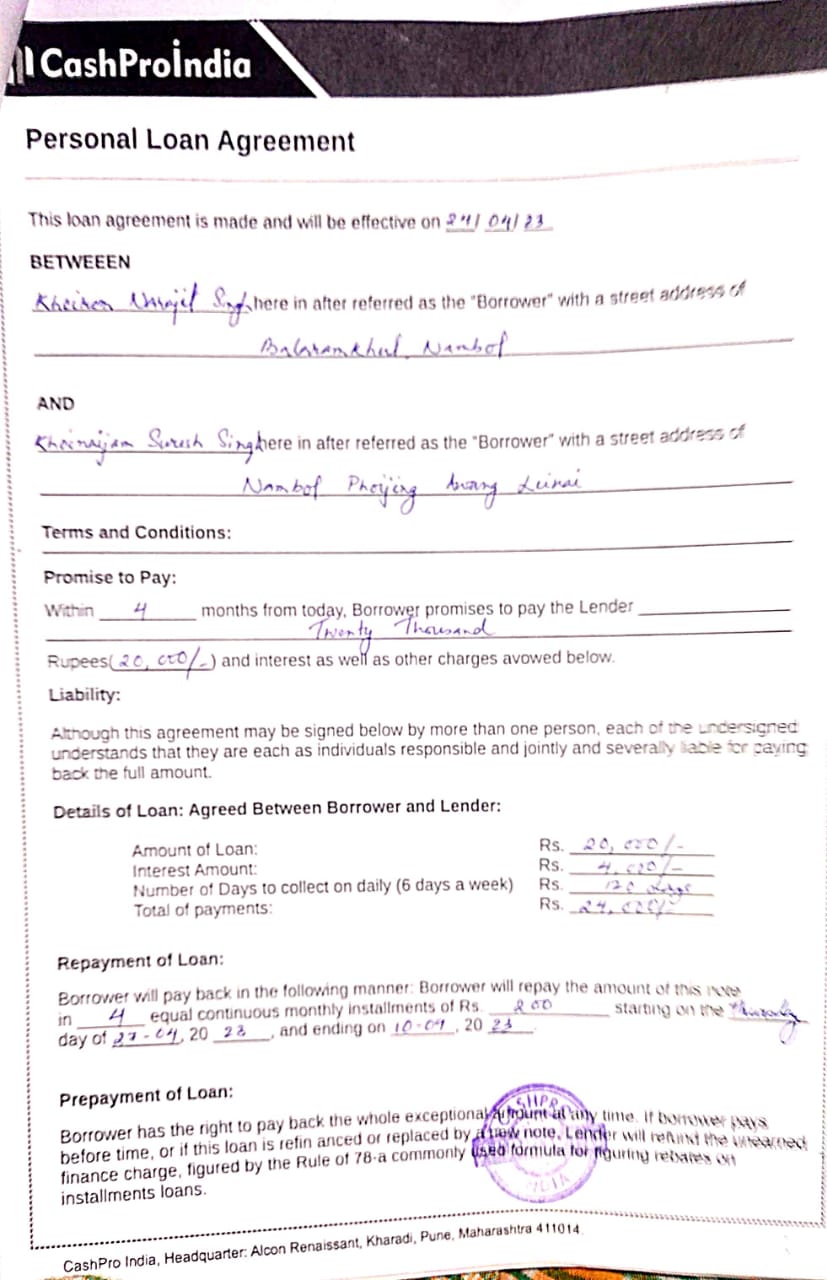 CashProIndia
Personal Loan Agreement
This loan agreement is made and will be effective on 24/ 04/ 23
BETWEEEN
Singh here in after referred as the "Borrower" with a street address of
Nambol
AND
Khoinaijam Suresh Singh here in after referred as the "Borrower" with a street address of
Nambol Phoijing Awang Leikai
Terms and Conditions:
Promise to Pay:
Within 4 months from today, Borrower promises to pay the Lender
Twenty Thousand
Rupees( 20,000/- ) and interest as well as other charges avowed below.
Liability:
Although this agreement may be signed below by more than one person, each of the undersigned
understands that they are each as individuals responsible and jointly and severally liable for paying
back the full amount.
Details of Loan: Agreed Between Borrower and Lender:
Amount of Loan: Rs. 20,000/-
Interest Amount: Rs. 4,000/-
Number of Days to collect on daily (6 days a week) Rs. 120 days
Total of payments: Rs. 24,000/-
Repayment of Loan:
Borrower will pay back in the following manner: Borrower will repay the amount of this note
in 4 equal continuous monthly installments of Rs. 200 starting on the Thursday
day of 27-04, 20 23, and ending on 10-09, 20 23.
Prepayment of Loan:
Borrower has the right to pay back the whole exceptional amount at any time. If borrower pays
before time, or if this loan is refin anced or replaced by a new note, Lender will refund the unearned
finance charge, figured by the Rule of 78-a commonly used formula for figuring rebates on
installments loans.
CashPro India, Headquarter: Alcon Renaissant, Kharadi, Pune, Maharashtra 411014